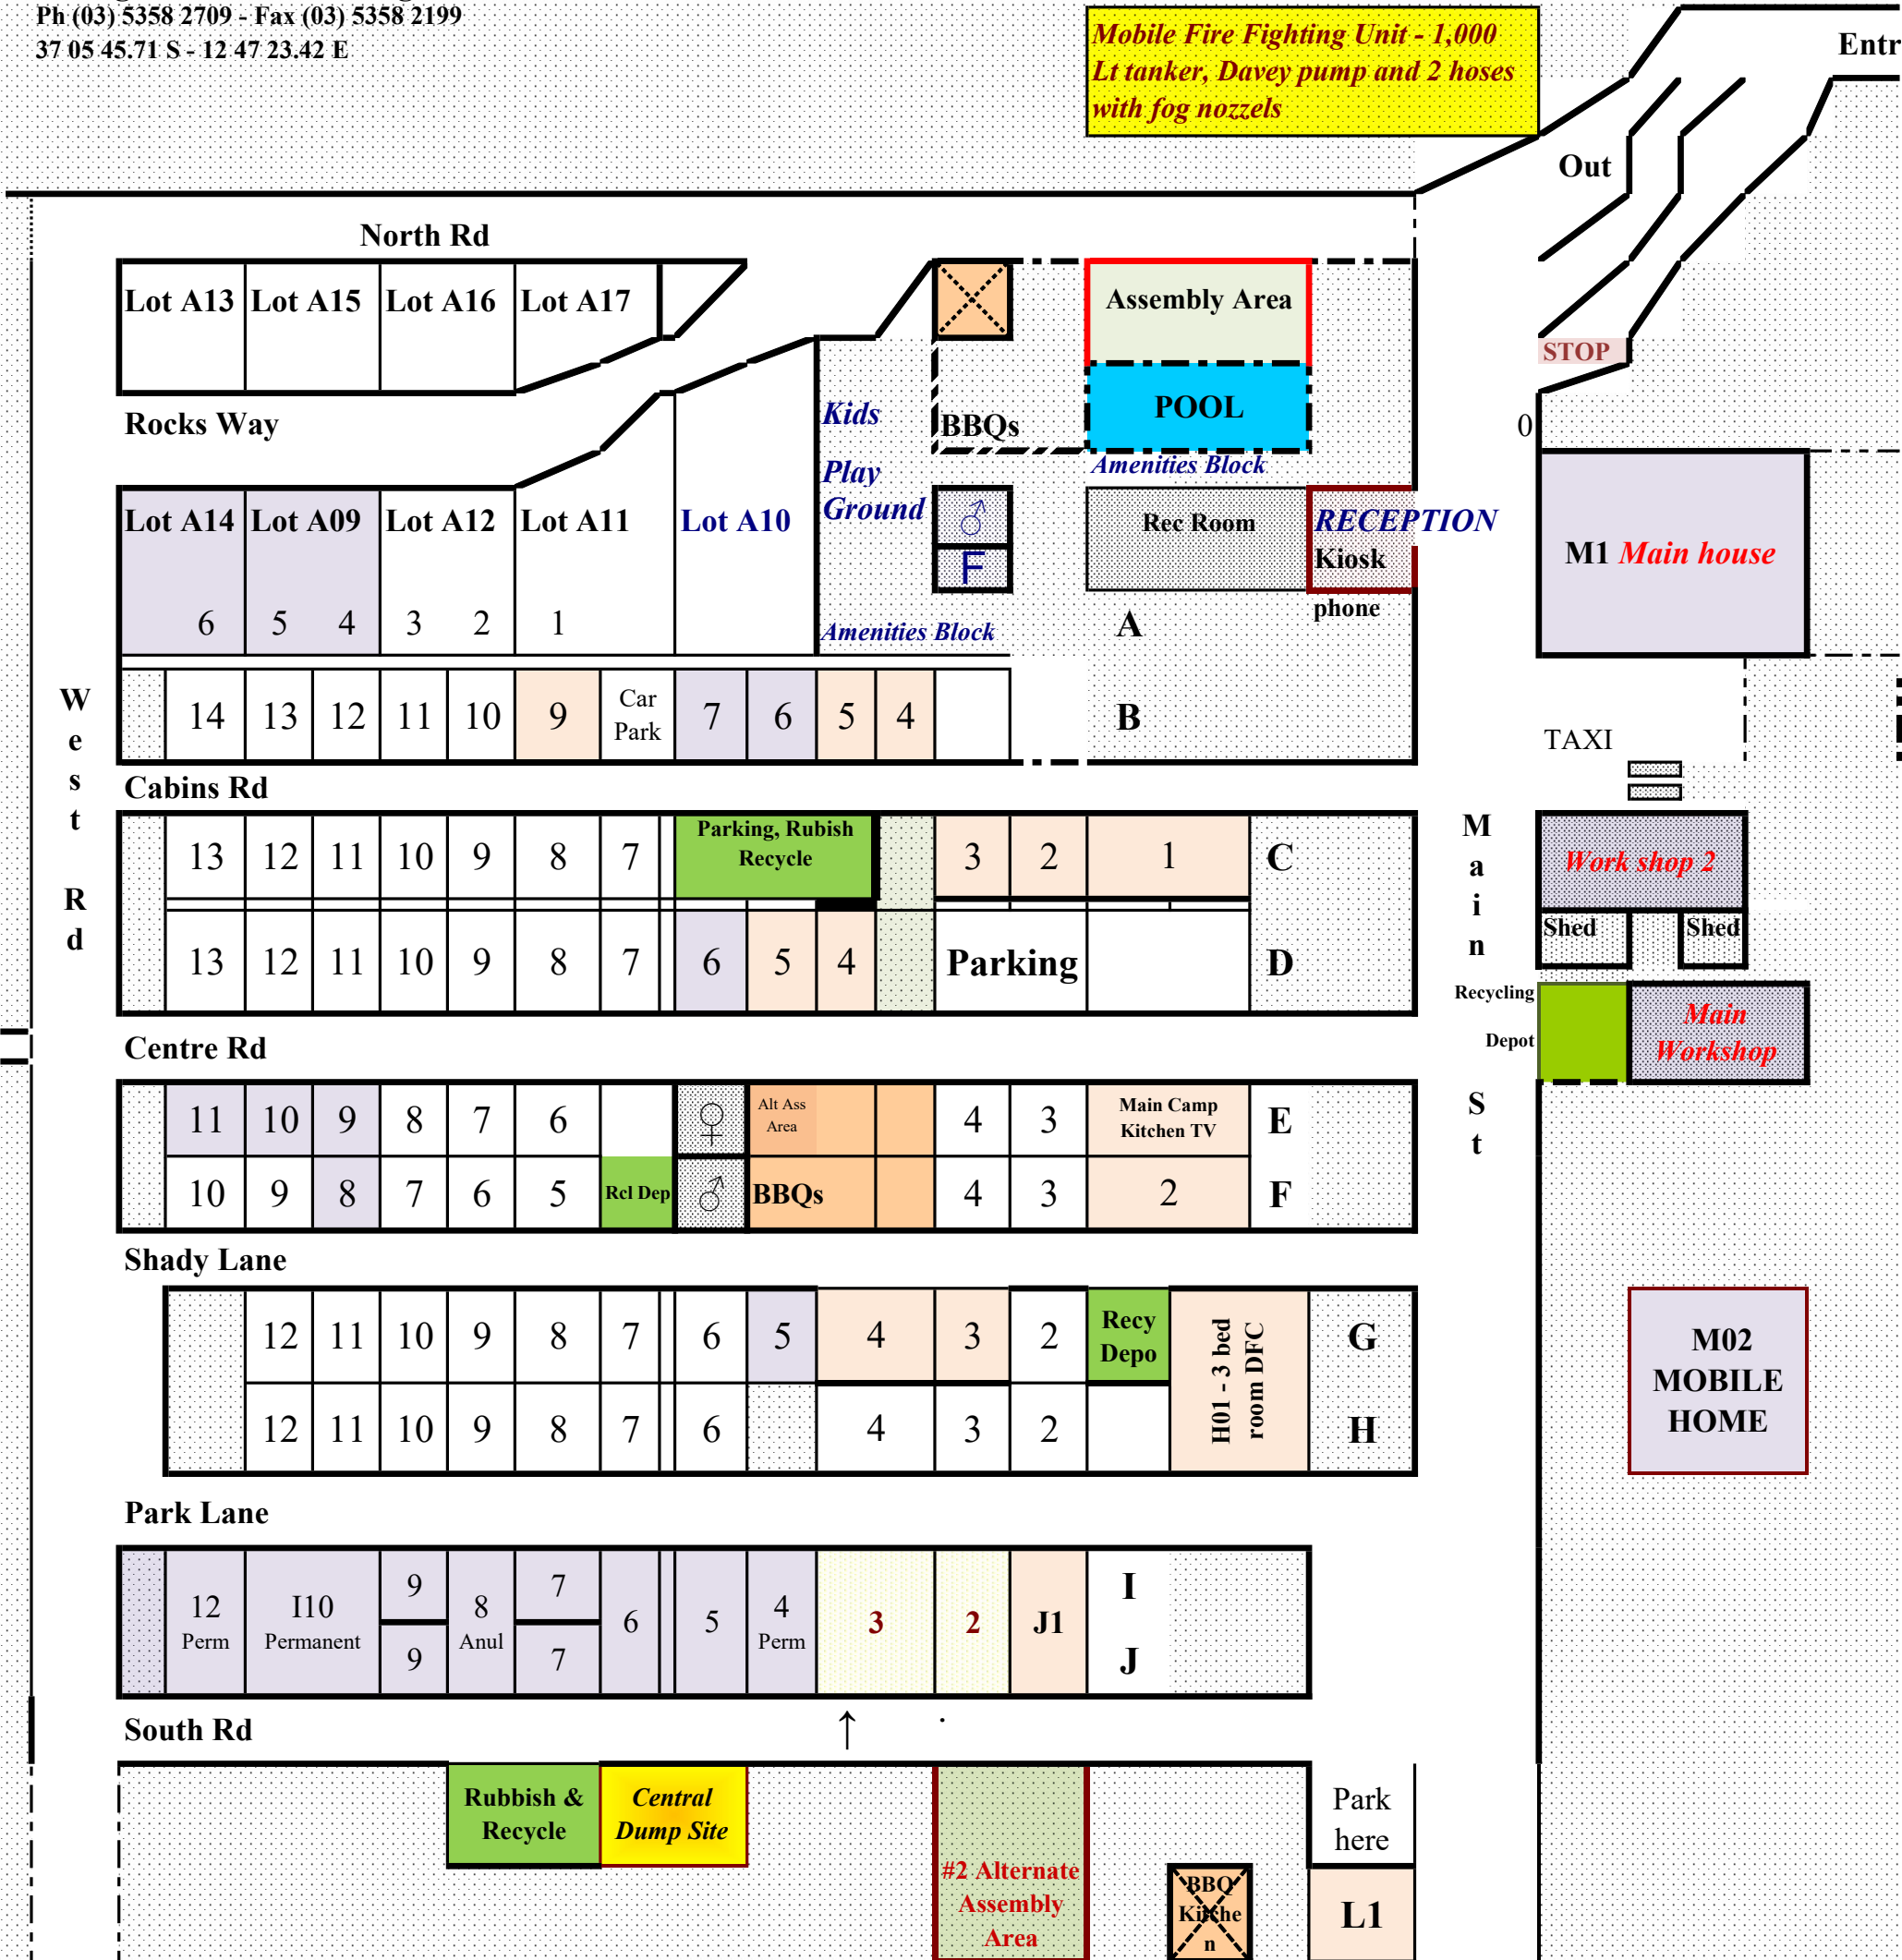 Ph (03) 5358 2709 - Fax (03) 5358 2199
37 05 45.71 S - 12 47 23.42 E
Mobile Fire Fighting Unit - 1,000
Lt tanker, Davey pump and 2 hoses
with fog nozzels
Entr
Out
North Rd
Lot A13 Lot A15 Lot A16 Lot A17
Assembly Area
STOP
POOL
Kids
Play
Ground
BBQs
Rocks Way
0
Amenities Block
Lot A14 Lot A09 Lot A12 Lot A11 Lot A10
♂
F
Rec Room
RECEPTION
Kiosk
phone
M1 Main house
6 5 4 3 2 1
Amenities Block
A
14 13 12 11 10 9 Car
Park
7 6 5 4 B
TAXI
West Rd
Cabins Rd
13 12 11 10 9 8 7
Parking, Rubish
Recycle
3 2 1 C
Main St
Work shop 2
Shed Shed
13 12 11 10 9 8 7 6 5 4 Parking D
Recycling
Depot
Main
Workshop
Centre Rd
11 10 9 8 7 6 ♀
Alt Ass
Area
4 3
Main Camp
Kitchen TV
E
10 9 8 7 6 5 Rcl Dep ♂ BBQs 4 3 2 F
Shady Lane
12 11 10 9 8 7 6 5 4 3 2
Recy
Depo
H01 - 3 bed
room DFC
G
12 11 10 9 8 7 6 4 3 2 H
M02
MOBILE
HOME
Park Lane
12
Perm
I10
Permanent
9
9
8
Anul
7
7
6 5
4
Perm
3 2 J1
I
J
South Rd ↑ .
Rubbish &
Recycle
Central
Dump Site
#2 Alternate
Assembly
Area
BBQ
Kitche
n
Park
here
L1